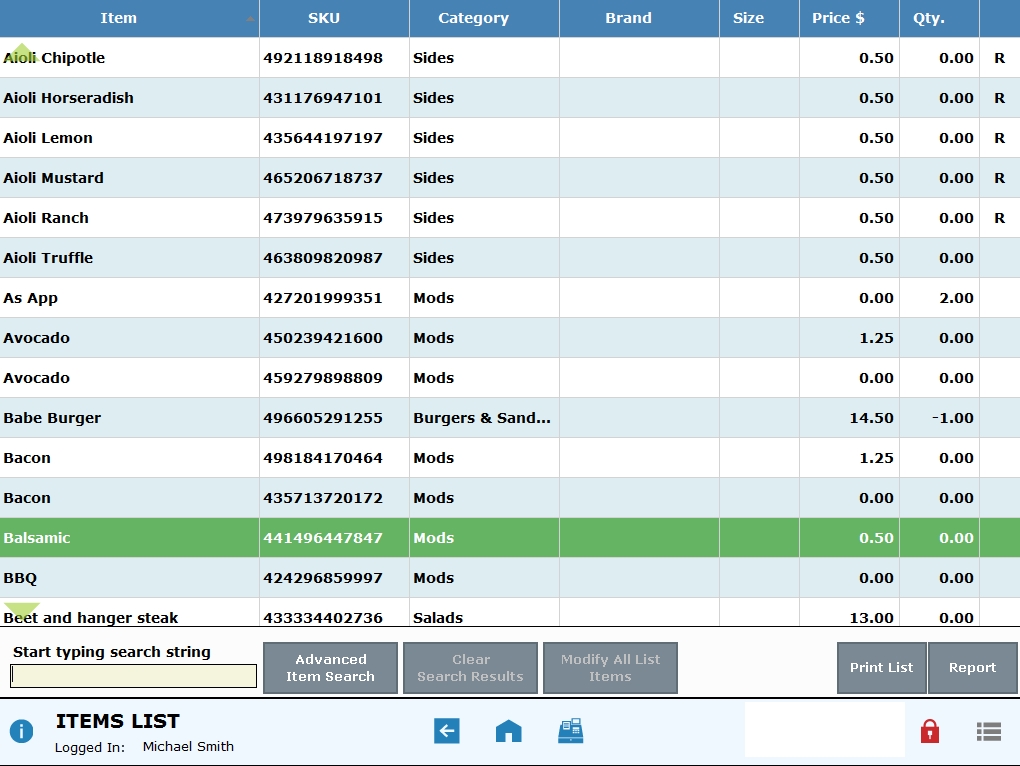 Item SKU Category Brand Size Price $ Qty.
Aioli Chipotle 492118918498 Sides 0.50 0.00 R
Aioli Horseradish 431176947101 Sides 0.50 0.00 R
Aioli Lemon 435644197197 Sides 0.50 0.00 R
Aioli Mustard 465206718737 Sides 0.50 0.00 R
Aioli Ranch 473979635915 Sides 0.50 0.00 R
Aioli Truffle 463809820987 Sides 0.50 0.00
As App 427201999351 Mods 0.00 2.00
Avocado 450239421600 Mods 1.25 0.00
Avocado 459279898809 Mods 0.00 0.00
Babe Burger 496605291255 Burgers & Sand... 14.50 -1.00
Bacon 498184170464 Mods 1.25 0.00
Bacon 435713720172 Mods 0.00 0.00
Balsamic 441496447847 Mods 0.50 0.00
BBQ 424296859997 Mods 0.00 0.00
Beet and hanger steak 433334402736 Salads 13.00 0.00
Start typing search string
Advanced
Item Search
Clear
Search Results
Modify All List
Items
Print List
Report
ITEMS LIST
Logged In: Michael Smith